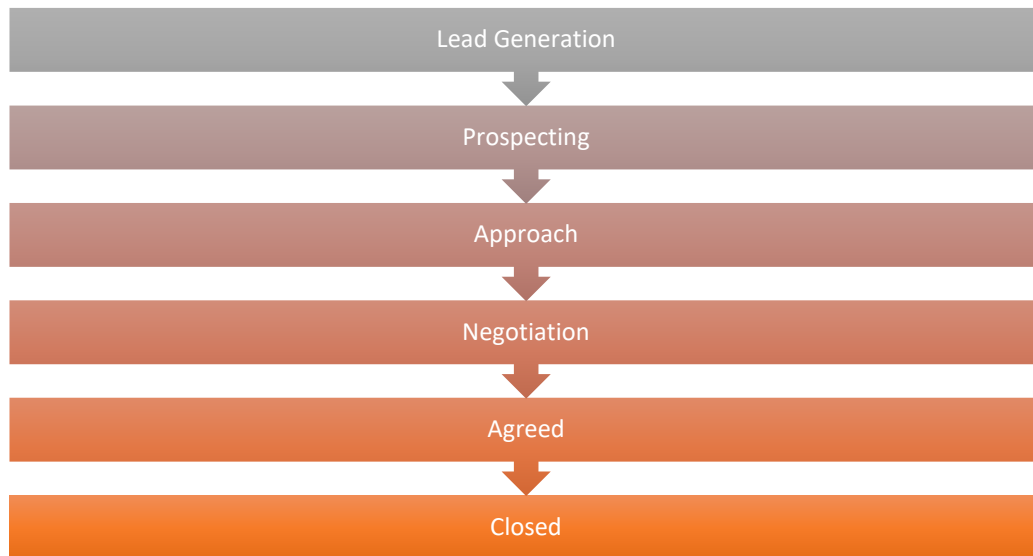 Lead Generation
Prospecting
Approach
Negotiation
Agreed
Closed